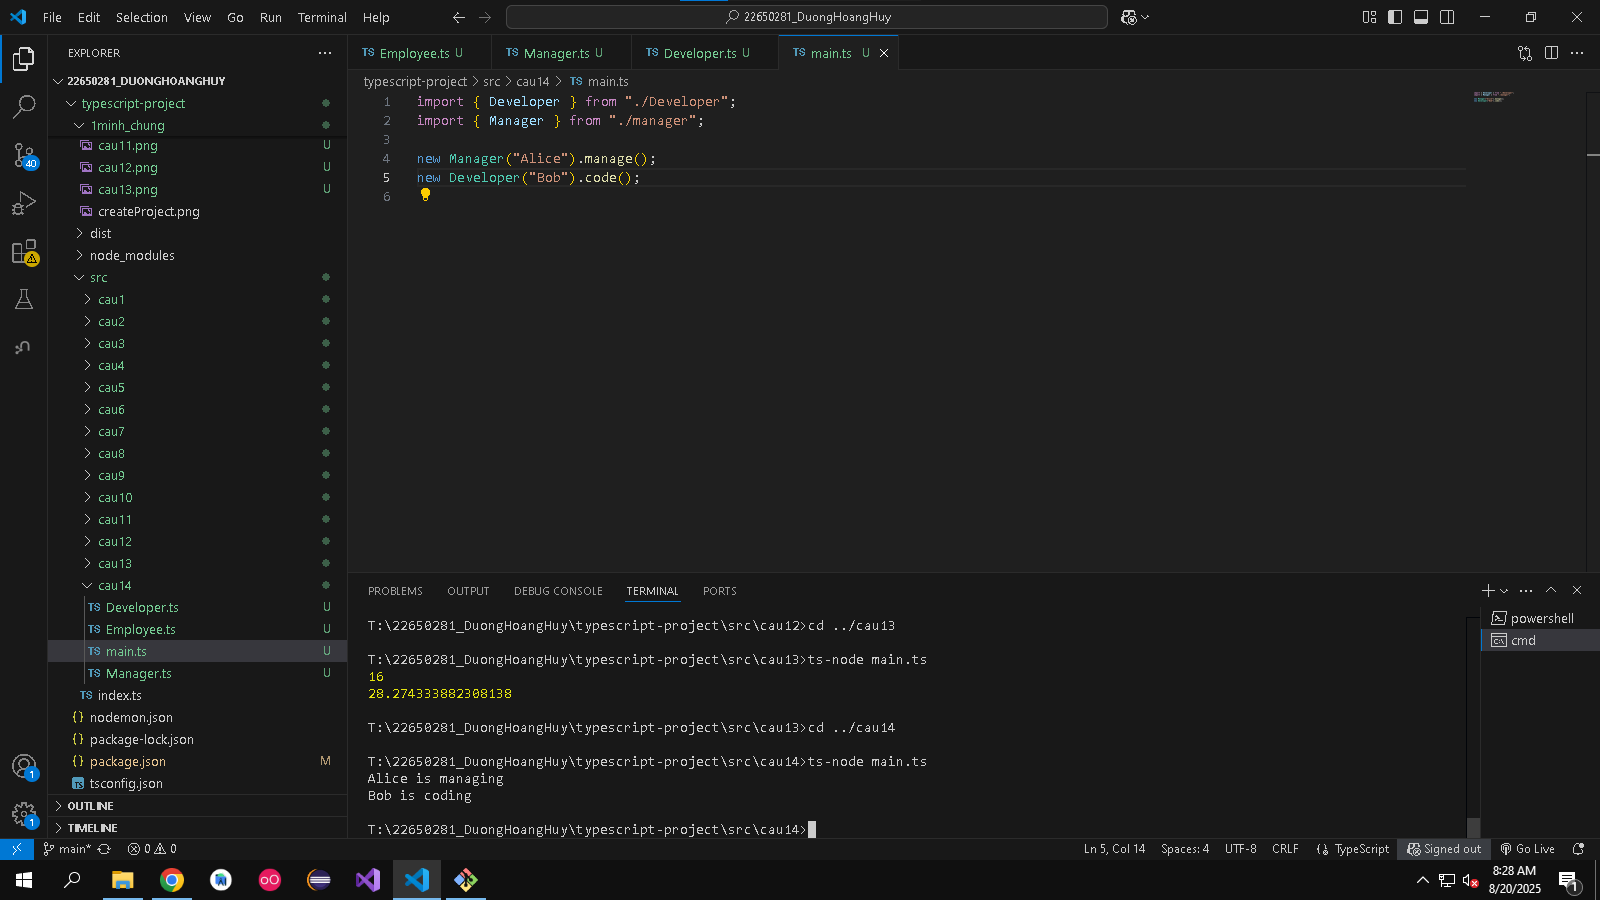 File Edit Selection View Go Run Terminal Help
22650281_DuongHoangHuy
EXPLORER
22650281_DUONGHOANGHUY
typescript-project
1minh_chung
cau11.png U
cau12.png U
cau13.png U
createProject.png
dist
node_modules
src
cau1
cau2
cau3
cau4
cau5
cau6
cau7
cau8
cau9
cau10
cau11
cau12
cau13
cau14
TS Developer.ts U
TS Employee.ts U
TS main.ts U
TS Manager.ts U
TS index.ts
{} nodemon.json
{} package-lock.json
{} package.json M
TS tsconfig.json
OUTLINE
TIMELINE
40
1
1
TS Employee.ts U
TS Manager.ts U
TS Developer.ts U
TS main.ts U
typescript-project > src > cau14 > TS main.ts
1 import { Developer } from "./Developer";
2 import { Manager } from "./manager";
3
4 new Manager("Alice").manage();
5 new Developer("Bob").code();
6
PROBLEMS OUTPUT DEBUG CONSOLE TERMINAL PORTS
T:\22650281_DuongHoangHuy\typescript-project\src\cau12>cd ../cau13
T:\22650281_DuongHoangHuy\typescript-project\src\cau13>ts-node main.ts
16
28.274333882308138
T:\22650281_DuongHoangHuy\typescript-project\src\cau13>cd ../cau14
T:\22650281_DuongHoangHuy\typescript-project\src\cau14>ts-node main.ts
Alice is managing
Bob is coding
T:\22650281_DuongHoangHuy\typescript-project\src\cau14>
powershell
cmd
main* 0 0 Ln 5, Col 14 Spaces: 4 UTF-8 CRLF TypeScript Signed out Go Live
8:28 AM
8/20/2025
1